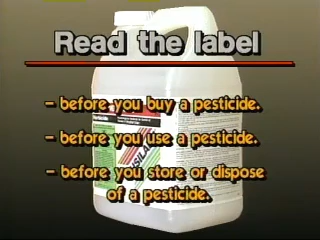 Read the label
- before you buy a pesticide.
- before you use a pesticide.
- before you store or dispose
of a pesticide.